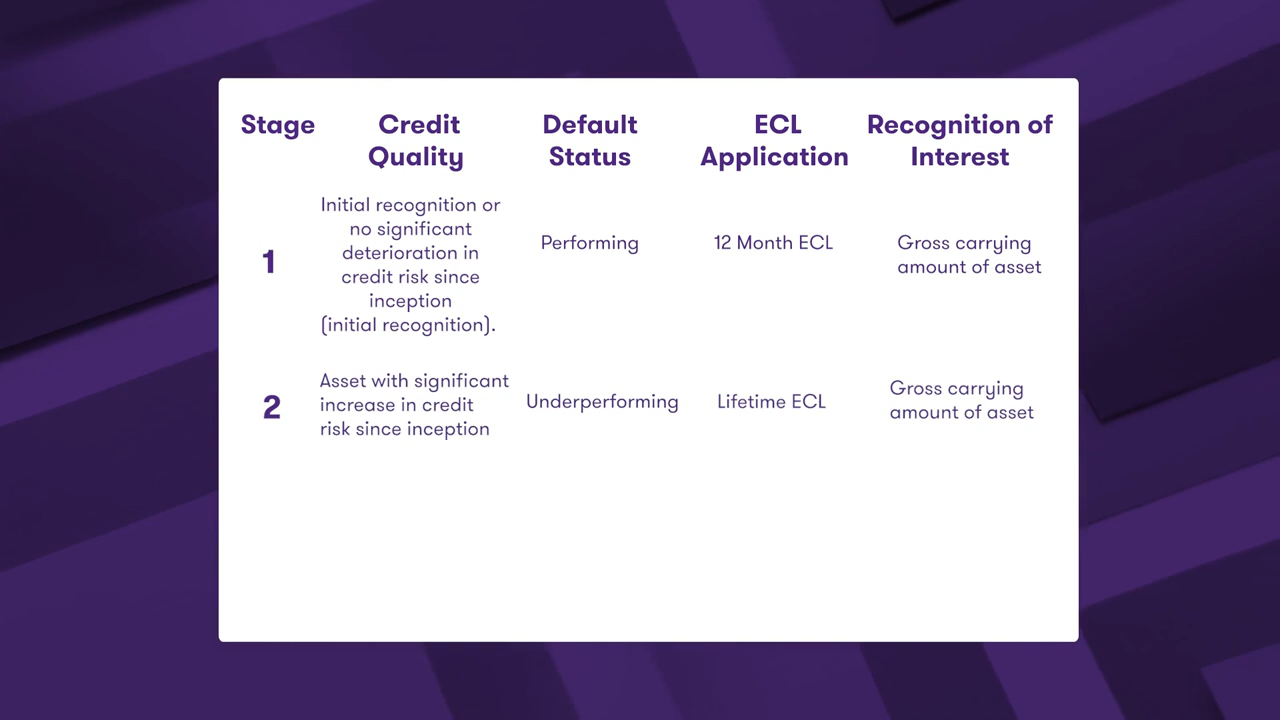 Stage
Credit
Quality
Default
Status
ECL
Application
Recognition of
Interest
1
Initial recognition or
no significant
deterioration in
credit risk since
inception
(initial recognition).
Performing
12 Month ECL
Gross carrying
amount of asset
2
Asset with significant
increase in credit
risk since inception
Underperforming
Lifetime ECL
Gross carrying
amount of asset